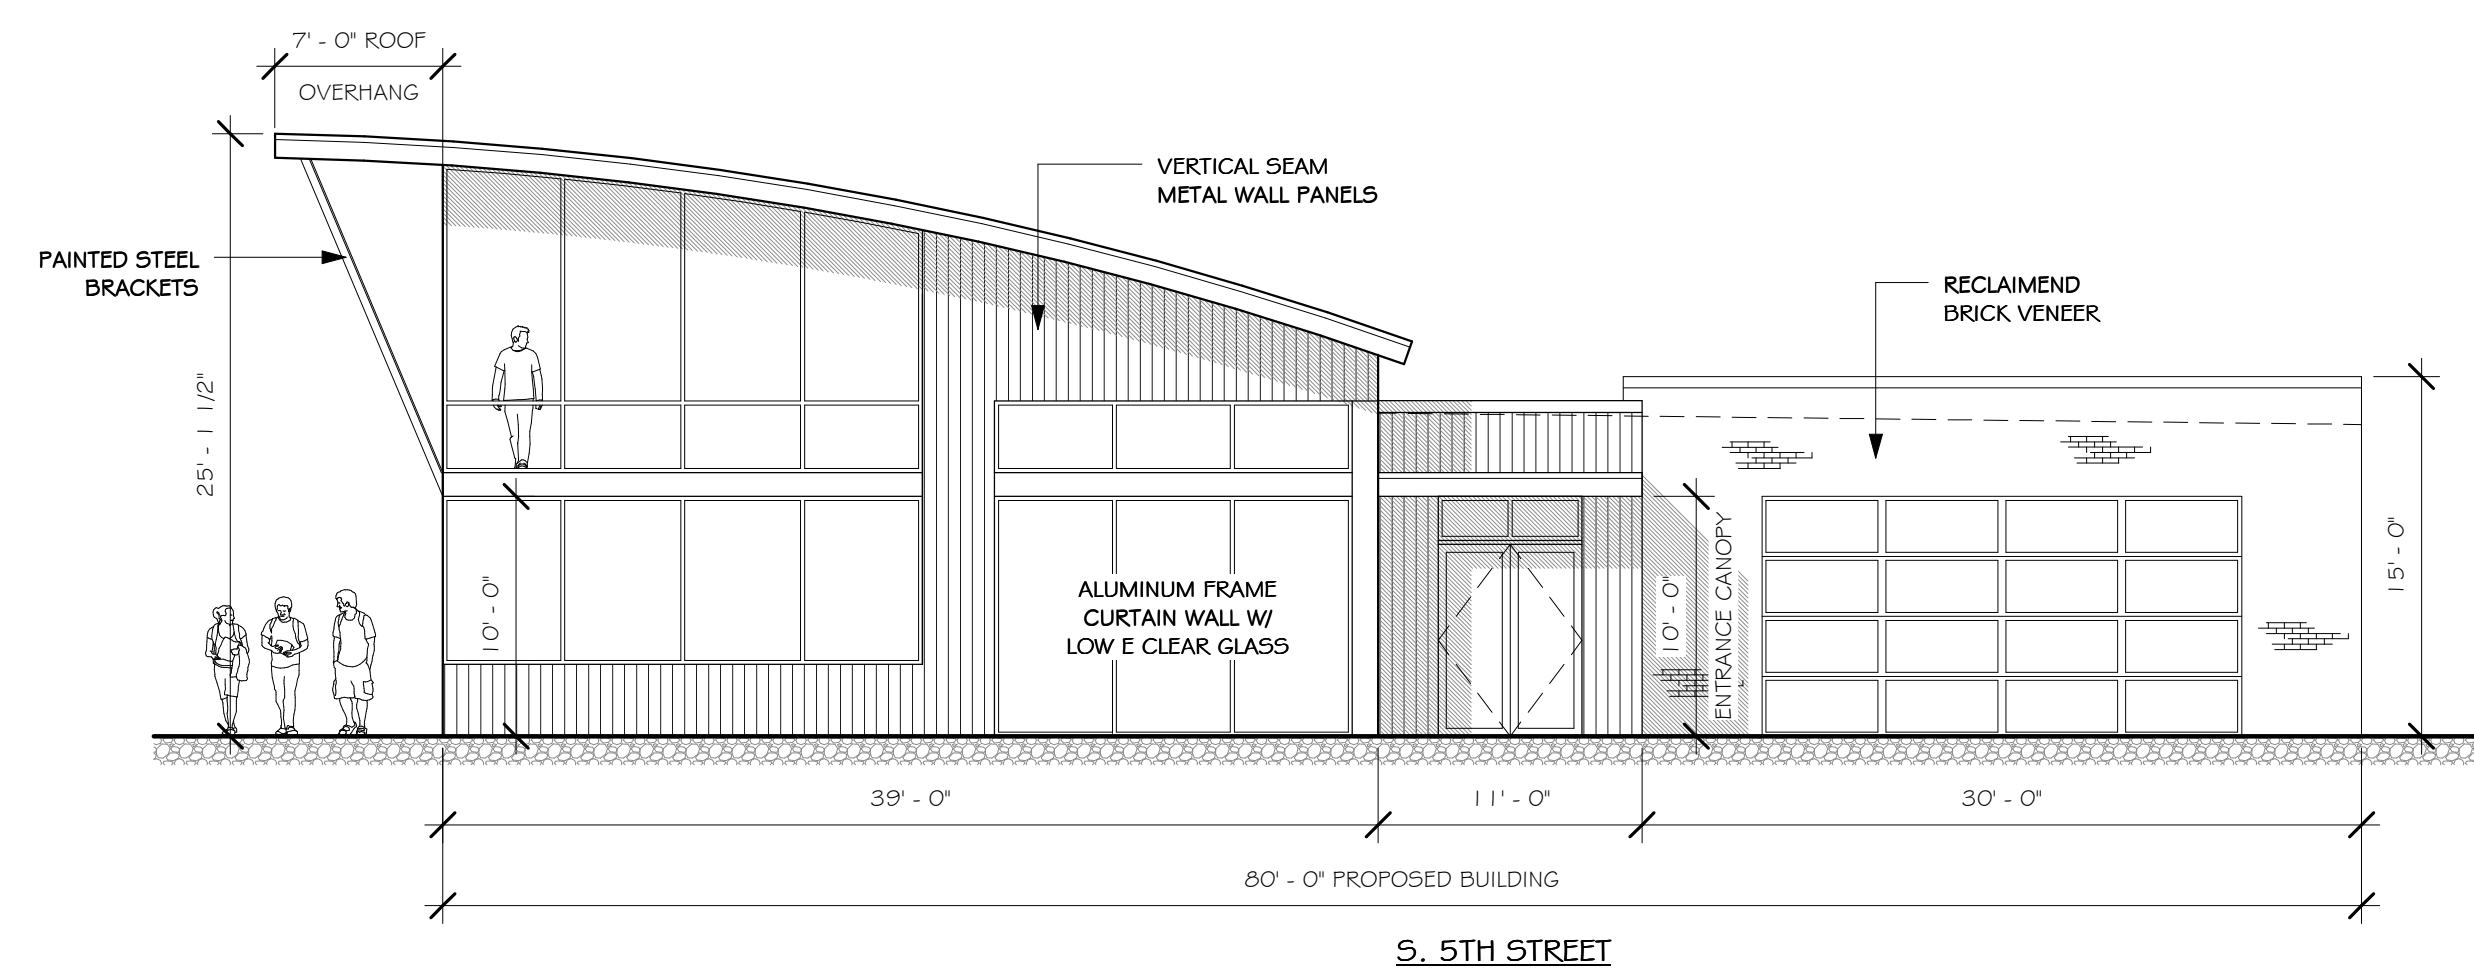 7' - 0" ROOF
OVERHANG
VERTICAL SEAM
METAL WALL PANELS
PAINTED STEEL
BRACKETS
RECLAIMEND
BRICK VENEER
25' - 1 1/2"
10' - 0"
ALUMINUM FRAME
CURTAIN WALL W/
LOW E CLEAR GLASS
10' - 0"
ENTRANCE CANOPY
15' - 0"
39' - 0"
11' - 0"
30' - 0"
80' - 0" PROPOSED BUILDING
S. 5TH STREET